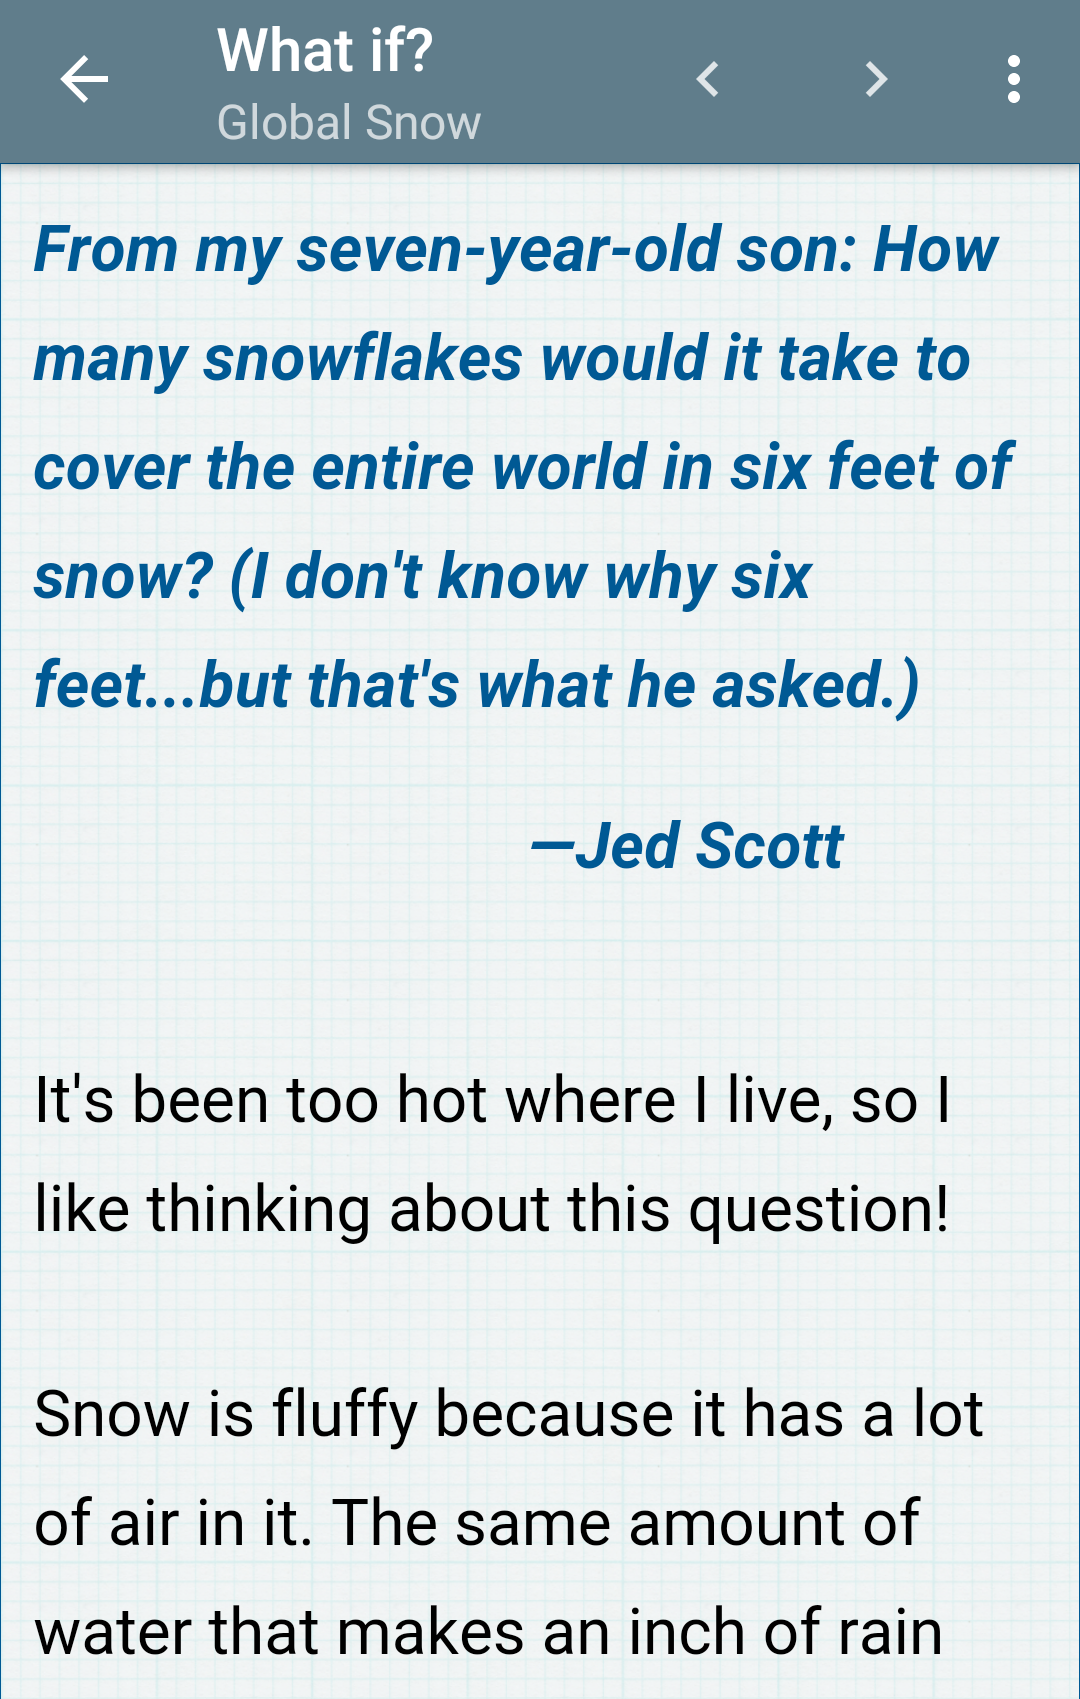 What if?
Global Snow
From my seven-year-old son: How
many snowflakes would it take to
cover the entire world in six feet of
snow? (I don't know why six
feet...but that's what he asked.)
—Jed Scott
It's been too hot where I live, so I
like thinking about this question!
Snow is fluffy because it has a lot
of air in it. The same amount of
water that makes an inch of rain